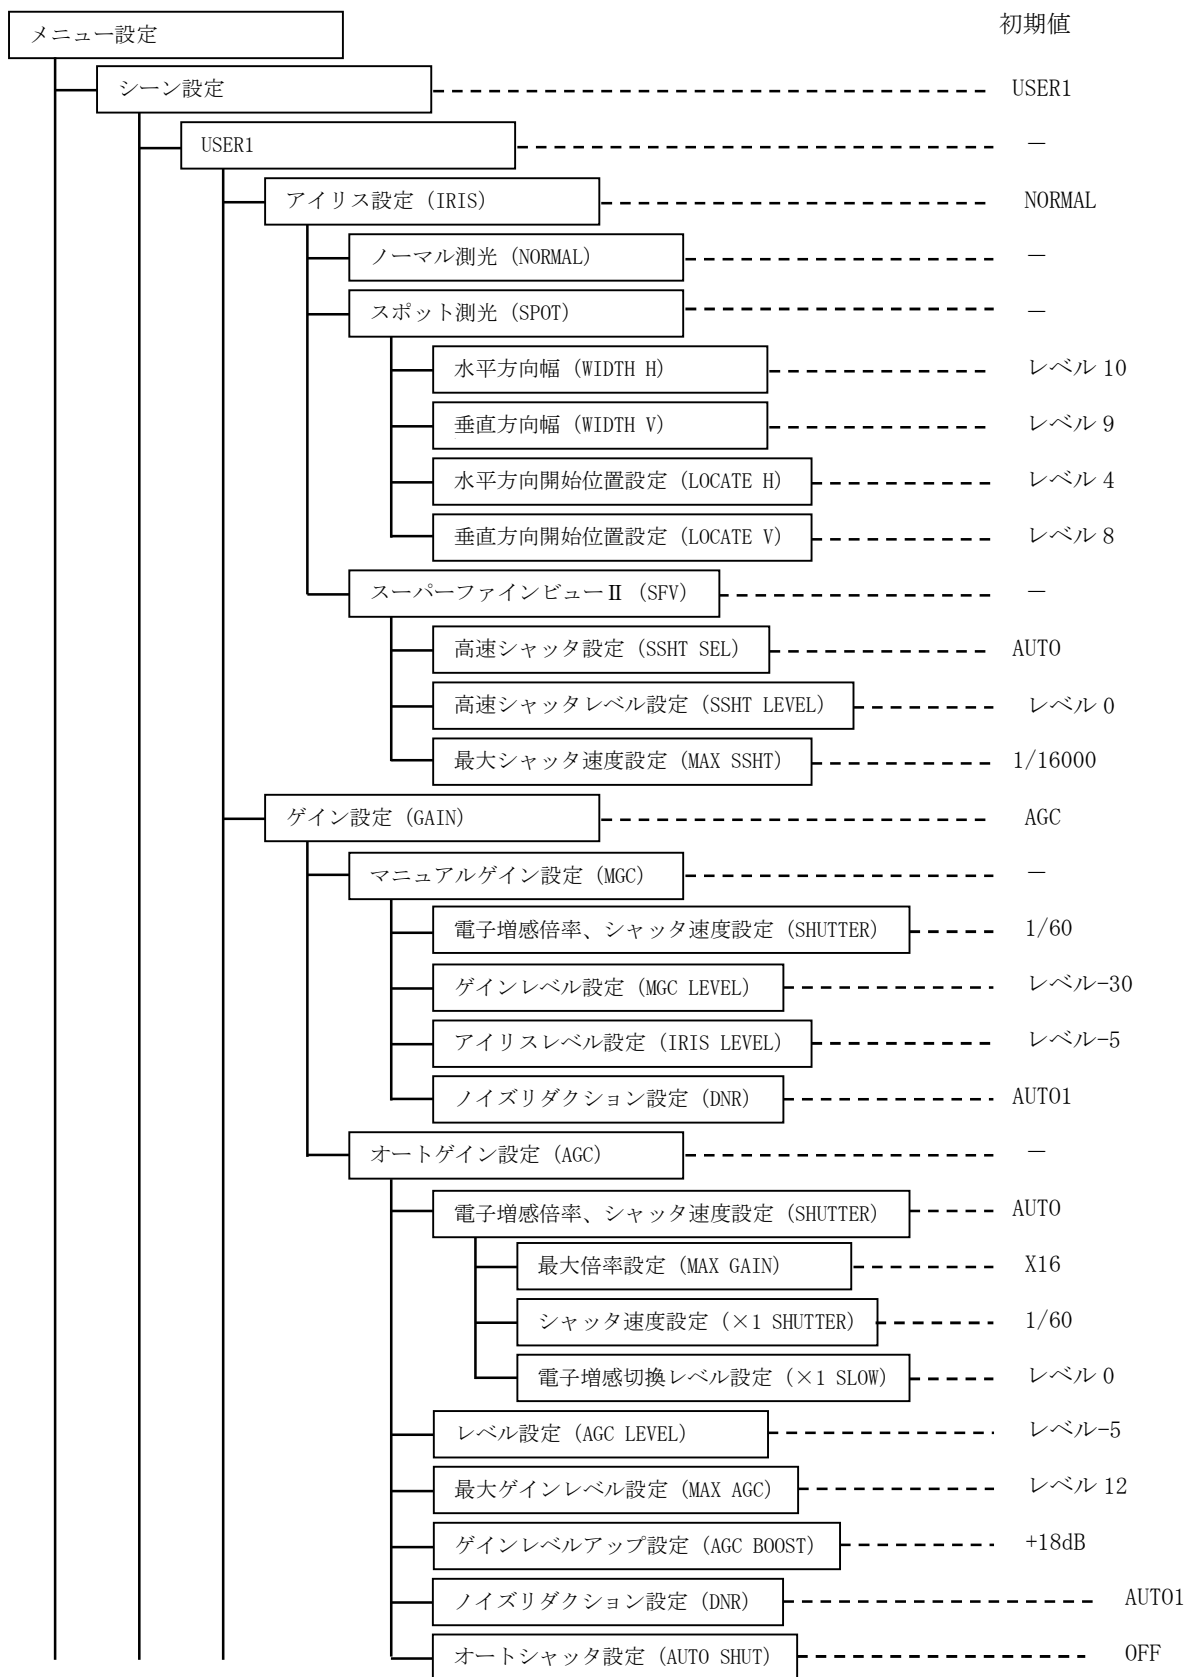 初期値
メニュー設定
シーン設定 USER1
USER1 －
アイリス設定（IRIS） NORMAL
ノーマル測光（NORMAL） －
スポット測光（SPOT） －
水平方向幅（WIDTH H） レベル 10
垂直方向幅（WIDTH V） レベル 9
水平方向開始位置設定（LOCATE H） レベル 4
垂直方向開始位置設定（LOCATE V） レベル 8
スーパーファインビューⅡ（SFV） －
高速シャッタ設定（SSHT SEL） AUTO
高速シャッタレベル設定（SSHT LEVEL） レベル 0
最大シャッタ速度設定（MAX SSHT） 1/16000
ゲイン設定（GAIN） AGC
マニュアルゲイン設定（MGC） －
電子増感倍率、シャッタ速度設定（SHUTTER） 1/60
ゲインレベル設定（MGC LEVEL） レベル-30
アイリスレベル設定（IRIS LEVEL） レベル-5
ノイズリダクション設定（DNR） AUTO1
オートゲイン設定（AGC） －
電子増感倍率、シャッタ速度設定（SHUTTER） AUTO
最大倍率設定（MAX GAIN） X16
シャッタ速度設定（×1 SHUTTER） 1/60
電子増感切換レベル設定（×1 SLOW） レベル 0
レベル設定（AGC LEVEL） レベル-5
最大ゲインレベル設定（MAX AGC） レベル 12
ゲインレベルアップ設定（AGC BOOST） +18dB
ノイズリダクション設定（DNR） AUTO1
オートシャッタ設定（AUTO SHUT） OFF